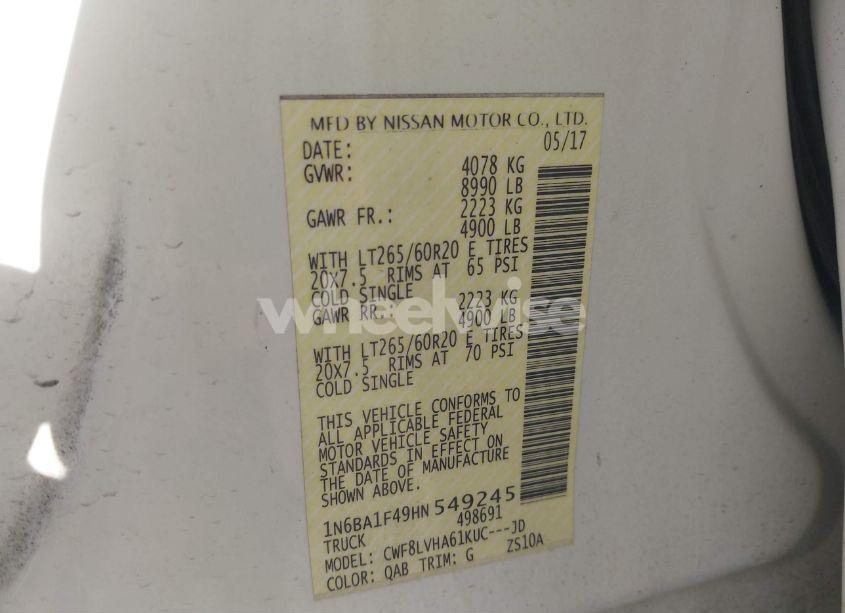 MFD BY NISSAN MOTOR CO., LTD.
DATE: 05/17
GVWR: 4078 KG
8990 LB
GAWR FR.: 2223 KG
4900 LB
WITH LT265/60R20 E TIRES
20X7.5 RIMS AT 65 PSI
COLD SINGLE
GAWR RR.: 2223 KG
4900 LB
WITH LT265/60R20 E TIRES
20X7.5 RIMS AT 70 PSI
COLD SINGLE
THIS VEHICLE CONFORMS TO
ALL APPLICABLE FEDERAL
MOTOR VEHICLE SAFETY
STANDARDS IN EFFECT ON
THE DATE OF MANUFACTURE
SHOWN ABOVE.
1N6BA1F49HN549245
TRUCK 498691
MODEL: CWF8LVHA61KUC---JD
COLOR: QAB TRIM: G ZS10A
wheelwise